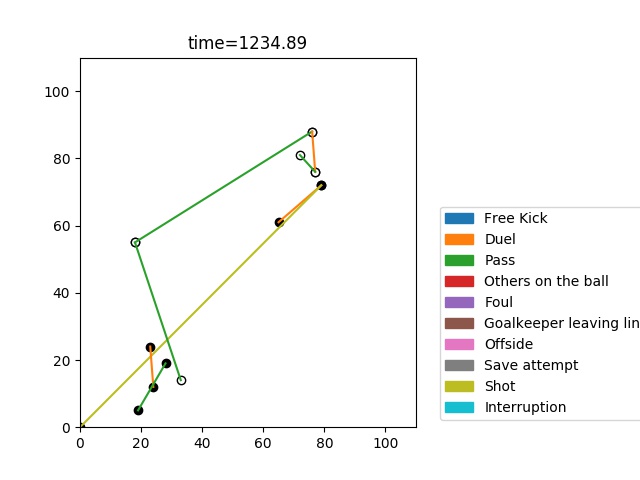 time=1234.89
100
80
60
40
20
0
0 20 40 60 80 100
Free Kick
Duel
Pass
Others on the ball
Foul
Goalkeeper leaving lin
Offside
Save attempt
Shot
Interruption